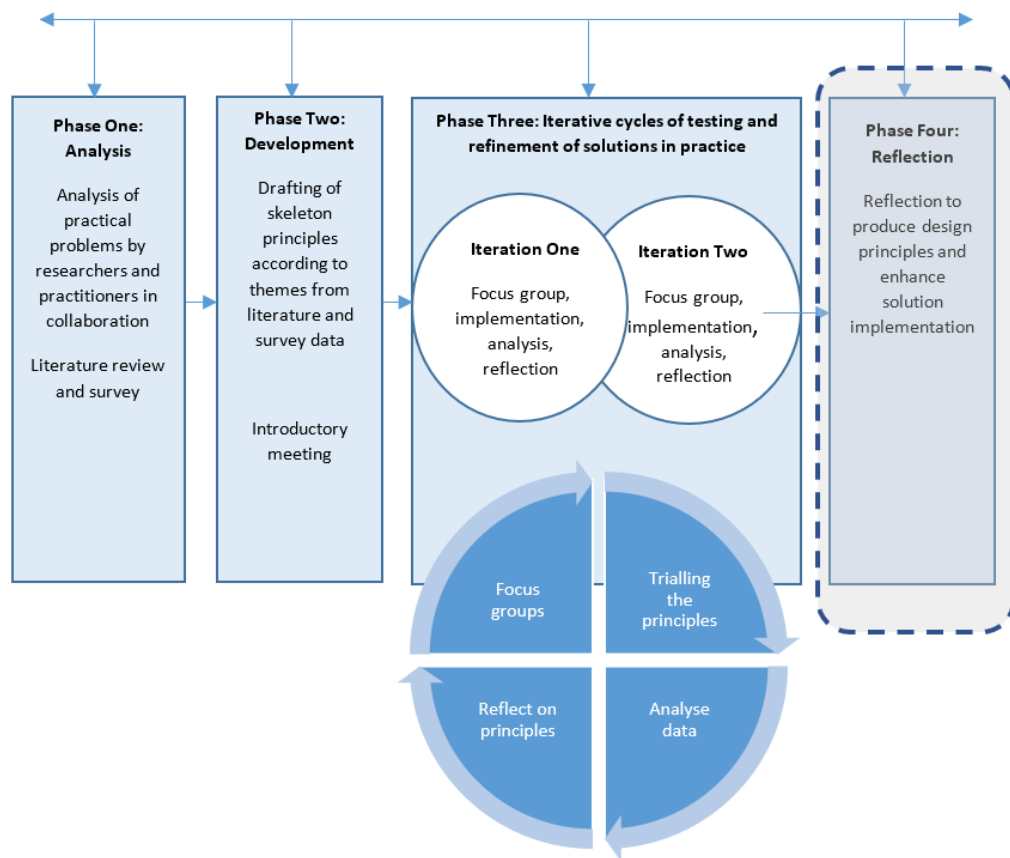 Phase One:
Analysis
Analysis of
practical
problems by
researchers and
practitioners in
collaboration
Literature review
and survey
Phase Two:
Development
Drafting of
skeleton
principles
according to
themes from
literature and
survey data
Introductory
meeting
Phase Three: Iterative cycles of testing and
refinement of solutions in practice
Iteration One
Focus group,
implementation,
analysis,
reflection
Iteration Two
Focus group,
implementation,
analysis,
reflection
Focus
groups
Trialling
the
principles
Reflect on
principles
Analyse
data
Phase Four:
Reflection
Reflection to
produce design
principles and
enhance
solution
implementation